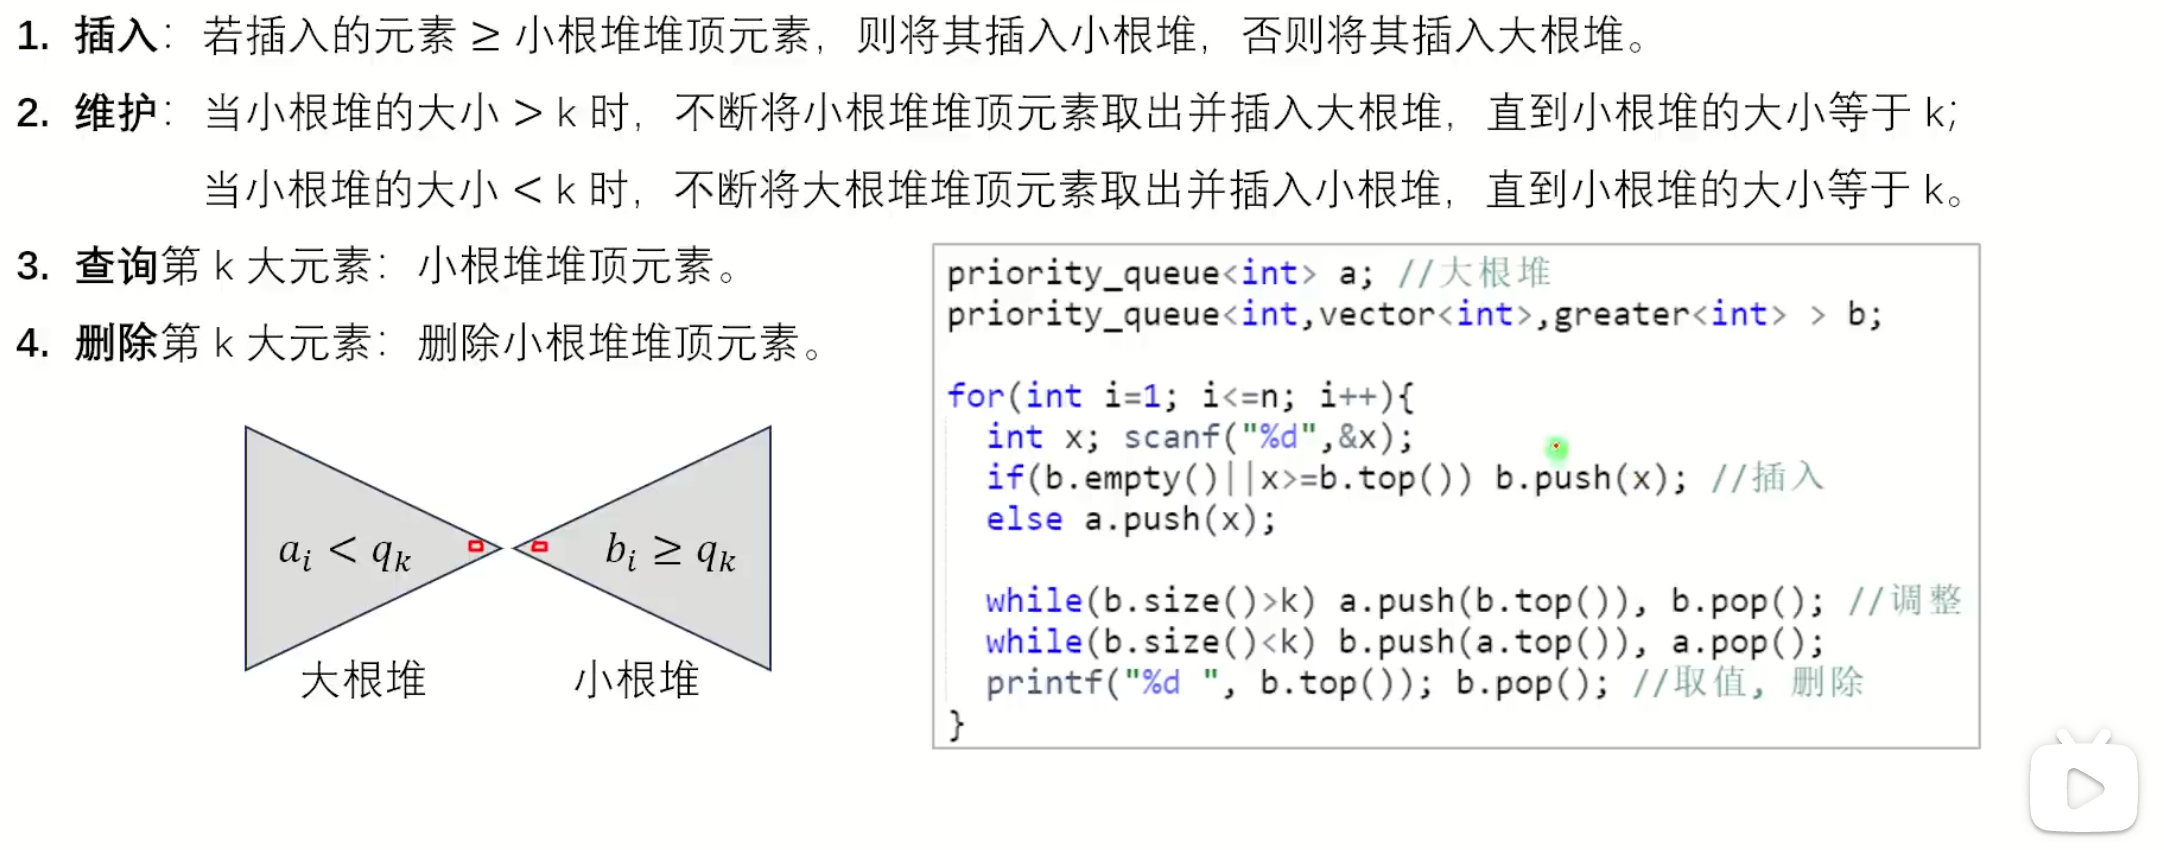 1. 插入：若插入的元素 ≥ 小根堆堆顶元素，则将其插入小根堆，否则将其插入大根堆。
2. 维护：当小根堆的大小 > k 时，不断将小根堆堆顶元素取出并插入大根堆，直到小根堆的大小等于 k;
当小根堆的大小 < k 时，不断将大根堆堆顶元素取出并插入小根堆，直到小根堆的大小等于 k。
3. 查询第 k 大元素：小根堆堆顶元素。
4. 删除第 k 大元素：删除小根堆堆顶元素。
a_i < q_k
b_i ≥ q_k
大根堆
小根堆
priority_queue<int> a; //大根堆
priority_queue<int,vector<int>,greater<int> > b;
for(int i=1; i<=n; i++){
int x; scanf("%d",&x);
if(b.empty()||x>=b.top()) b.push(x); //插入
else a.push(x);
while(b.size()>k) a.push(b.top()), b.pop(); //调整
while(b.size()<k) b.push(a.top()), a.pop();
printf("%d ", b.top()); b.pop(); //取值, 删除
}